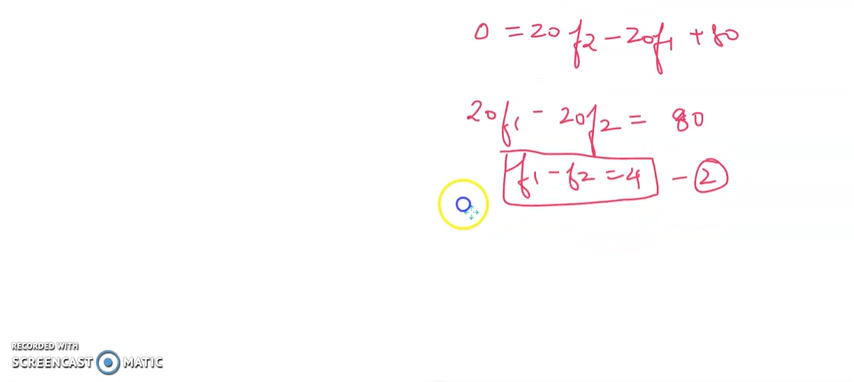 0 = 20f2 - 20f1 + 80
20f1 - 20f2 = 80
f1 - f2 = 4 - 2
RECORDED WITH
SCREENCAST MATIC